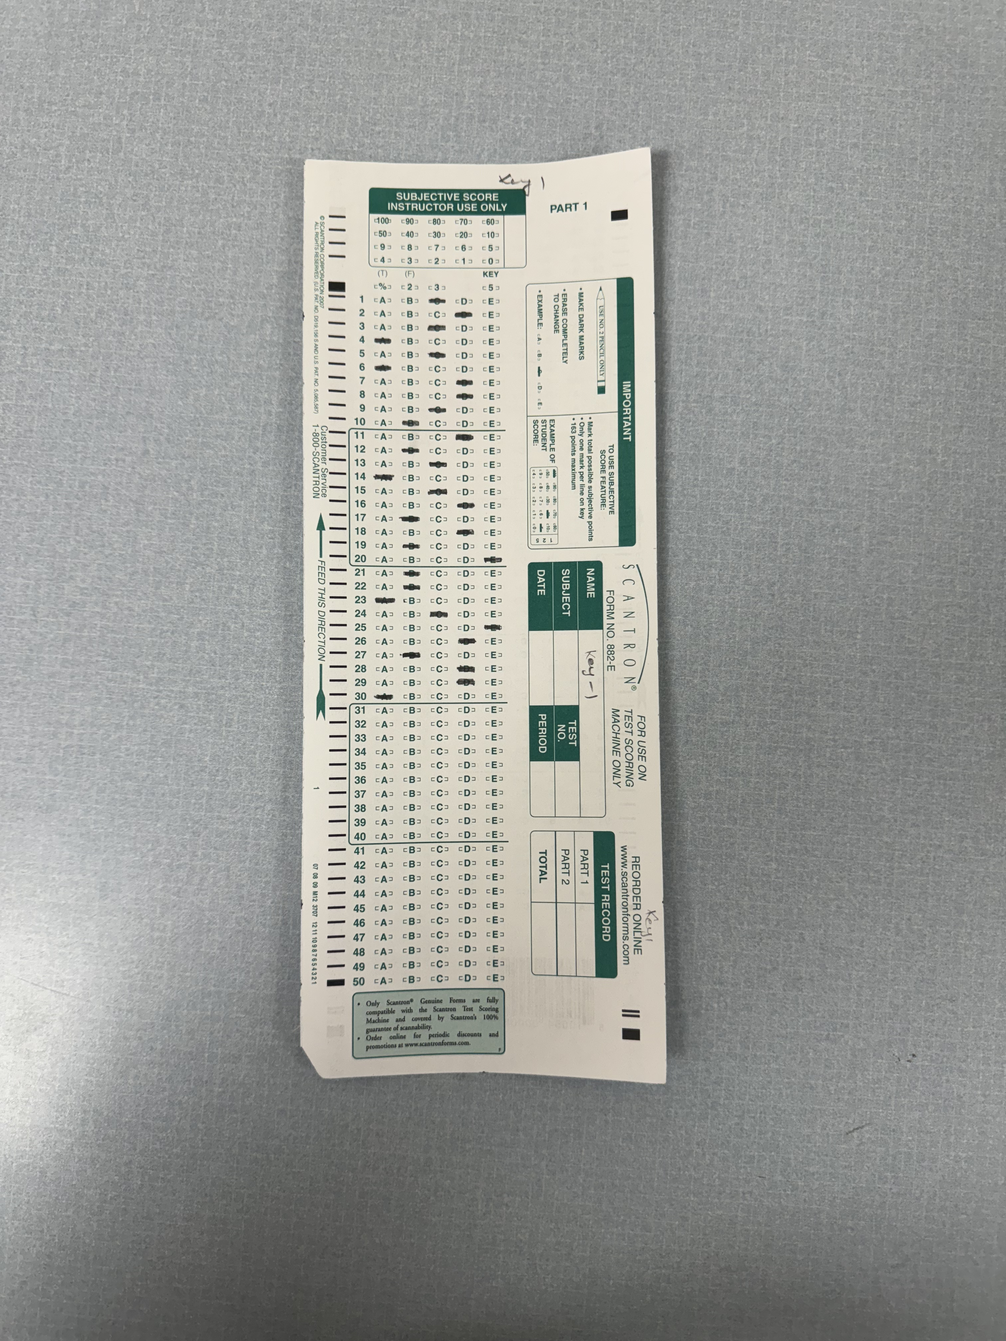 Key 1
SUBJECTIVE SCORE
INSTRUCTOR USE ONLY
PART 1
100 90 80 70 60
50 40 30 20 10
9 8 7 6 5
4 3 2 1 0
(T) (F) KEY
% 2 3 5
1 A B D E
2 A B C E
3 A B D E
4 B C D E
5 A B D E
6 B C D E
7 A B C E
8 A B C E
9 A B D E
10 A C D E
11 A B C E
12 A C D E
13 A B D E
14 B C D E
15 A B D E
16 A B C E
17 A C D E
18 A B C E
19 A C D E
20 A B C D
21 A C D E
22 A C D E
23 B C D E
24 A B D E
25 A B C D
26 A B C E
27 A C D E
28 A B C E
29 A B C E
30 B C D E
31 A B C D E
32 A B C D E
33 A B C D E
34 A B C D E
35 A B C D E
36 A B C D E
37 A B C D E
38 A B C D E
39 A B C D E
40 A B C D E
41 A B C D E
42 A B C D E
43 A B C D E
44 A B C D E
45 A B C D E
46 A B C D E
47 A B C D E
48 A B C D E
49 A B C D E
50 A B C D E
• Only Scantron® Genuine Forms are fully
compatible with the Scantron Test Scoring
Machine and covered by Scantron's 100%
guarantee of scannability.
• Order online for periodic discounts and
promotions at www.scantronforms.com.
IMPORTANT
USE NO. 2 PENCIL ONLY
• MAKE DARK MARKS
• ERASE COMPLETELY
TO CHANGE
• EXAMPLE: A B D E
TO USE SUBJECTIVE
SCORE FEATURE:
• Mark total possible subjective points
• Only one mark per line on key
• 163 points maximum
EXAMPLE OF
STUDENT
SCORE:
SCANTRON®
FORM NO. 882-E
FOR USE ON
TEST SCORING
MACHINE ONLY
NAME Key-1
SUBJECT
TEST
NO.
DATE
PERIOD
REORDER ONLINE
www.scantronforms.com
Key 1
TEST RECORD
PART 1
PART 2
TOTAL
© SCANTRON CORPORATION 2007
ALL RIGHTS RESERVED.
Customer Service
1-800-SCANTRON
FEED THIS DIRECTION
1